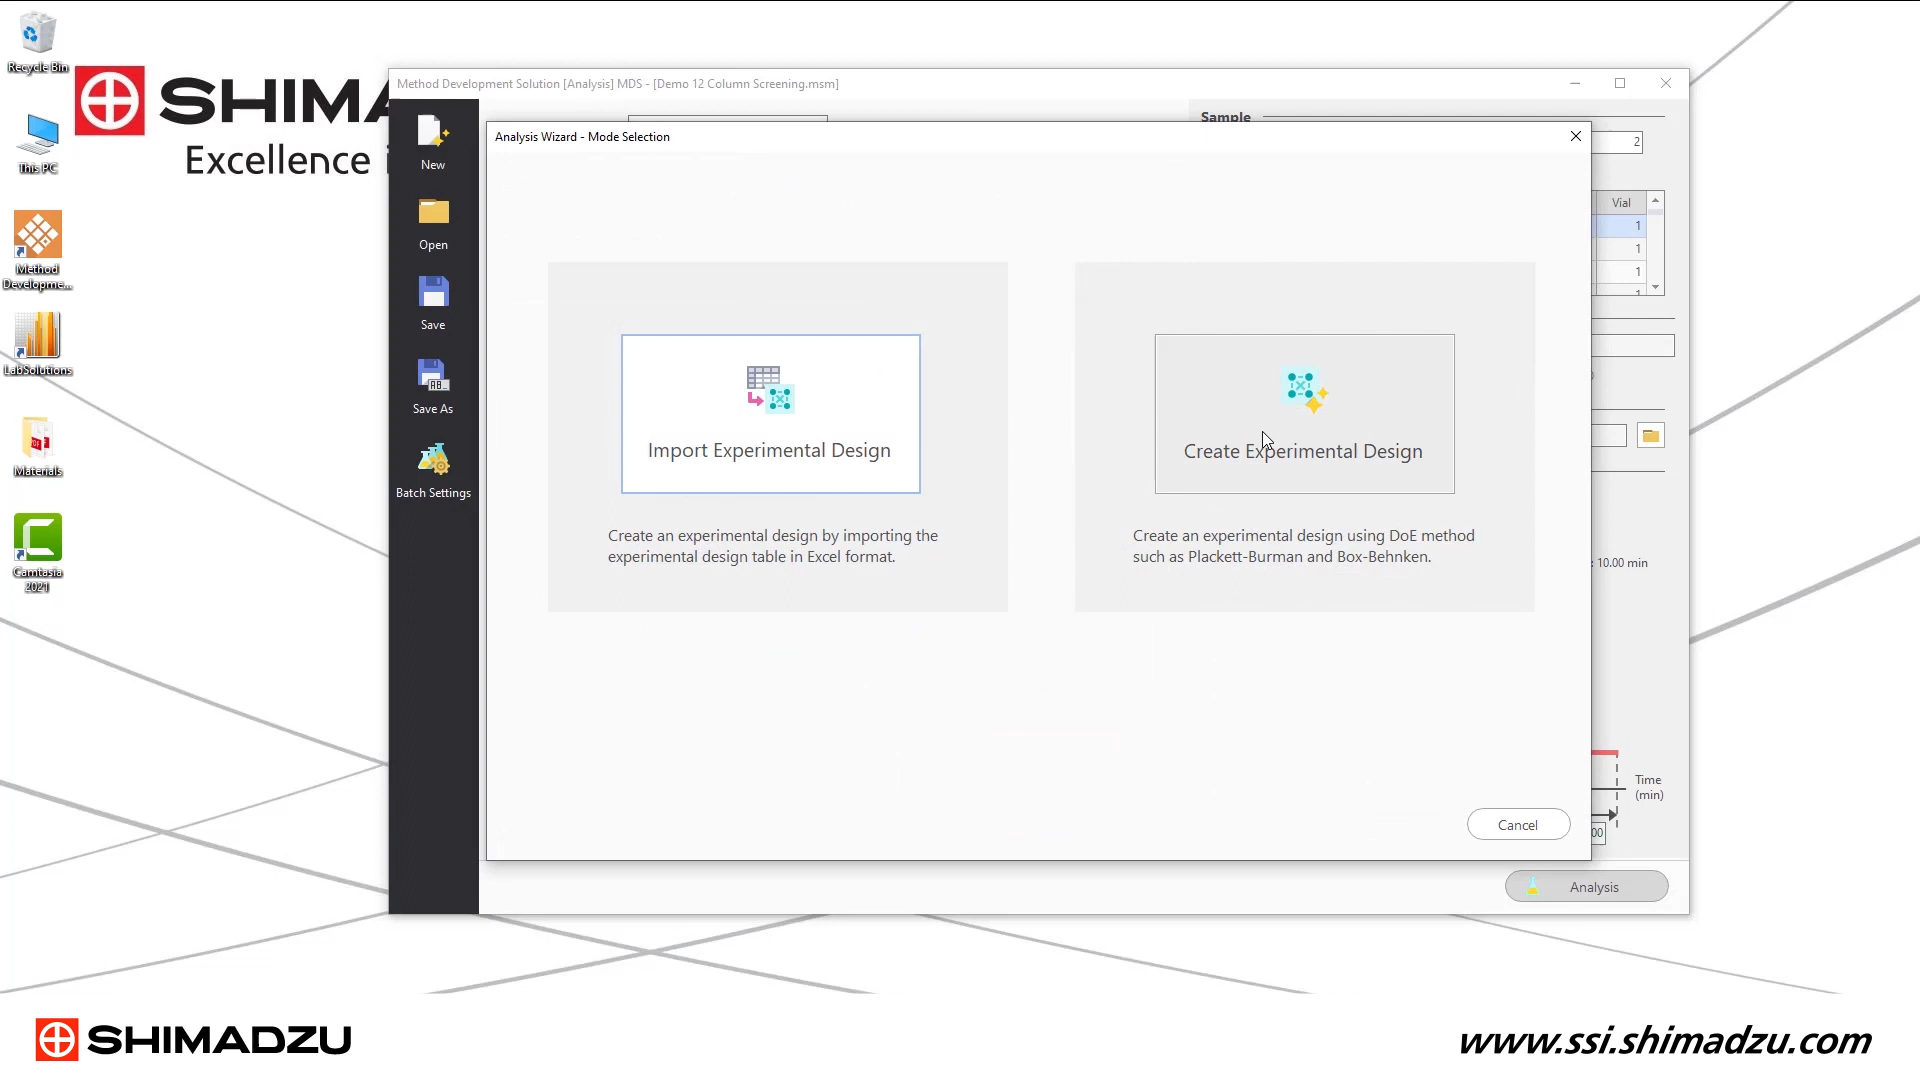 Recycle Bin
SHIMA
Excellence i
This PC
Method
Developme...
LabSolutions
Materials
Camtasia
2021
Method Development Solution [Analysis] MDS - [Demo 12 Column Screening.msm]
New
Open
Save
Save As
Batch Settings
Sample
2
Vial
1
1
1
1
: 10.00 min
Time
(min)
00
Analysis
Analysis Wizard - Mode Selection
Import Experimental Design
Create an experimental design by importing the
experimental design table in Excel format.
Create Experimental Design
Create an experimental design using DoE method
such as Plackett-Burman and Box-Behnken.
Cancel
SHIMADZU
www.ssi.shimadzu.com